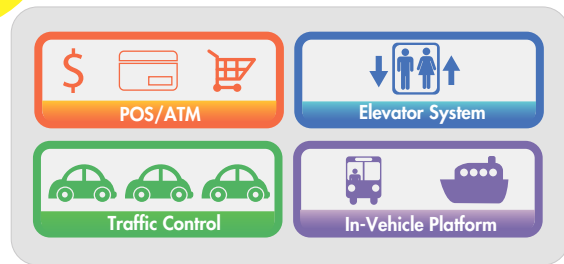 $
POS/ATM
Elevator System
Traffic Control
In-Vehicle Platform